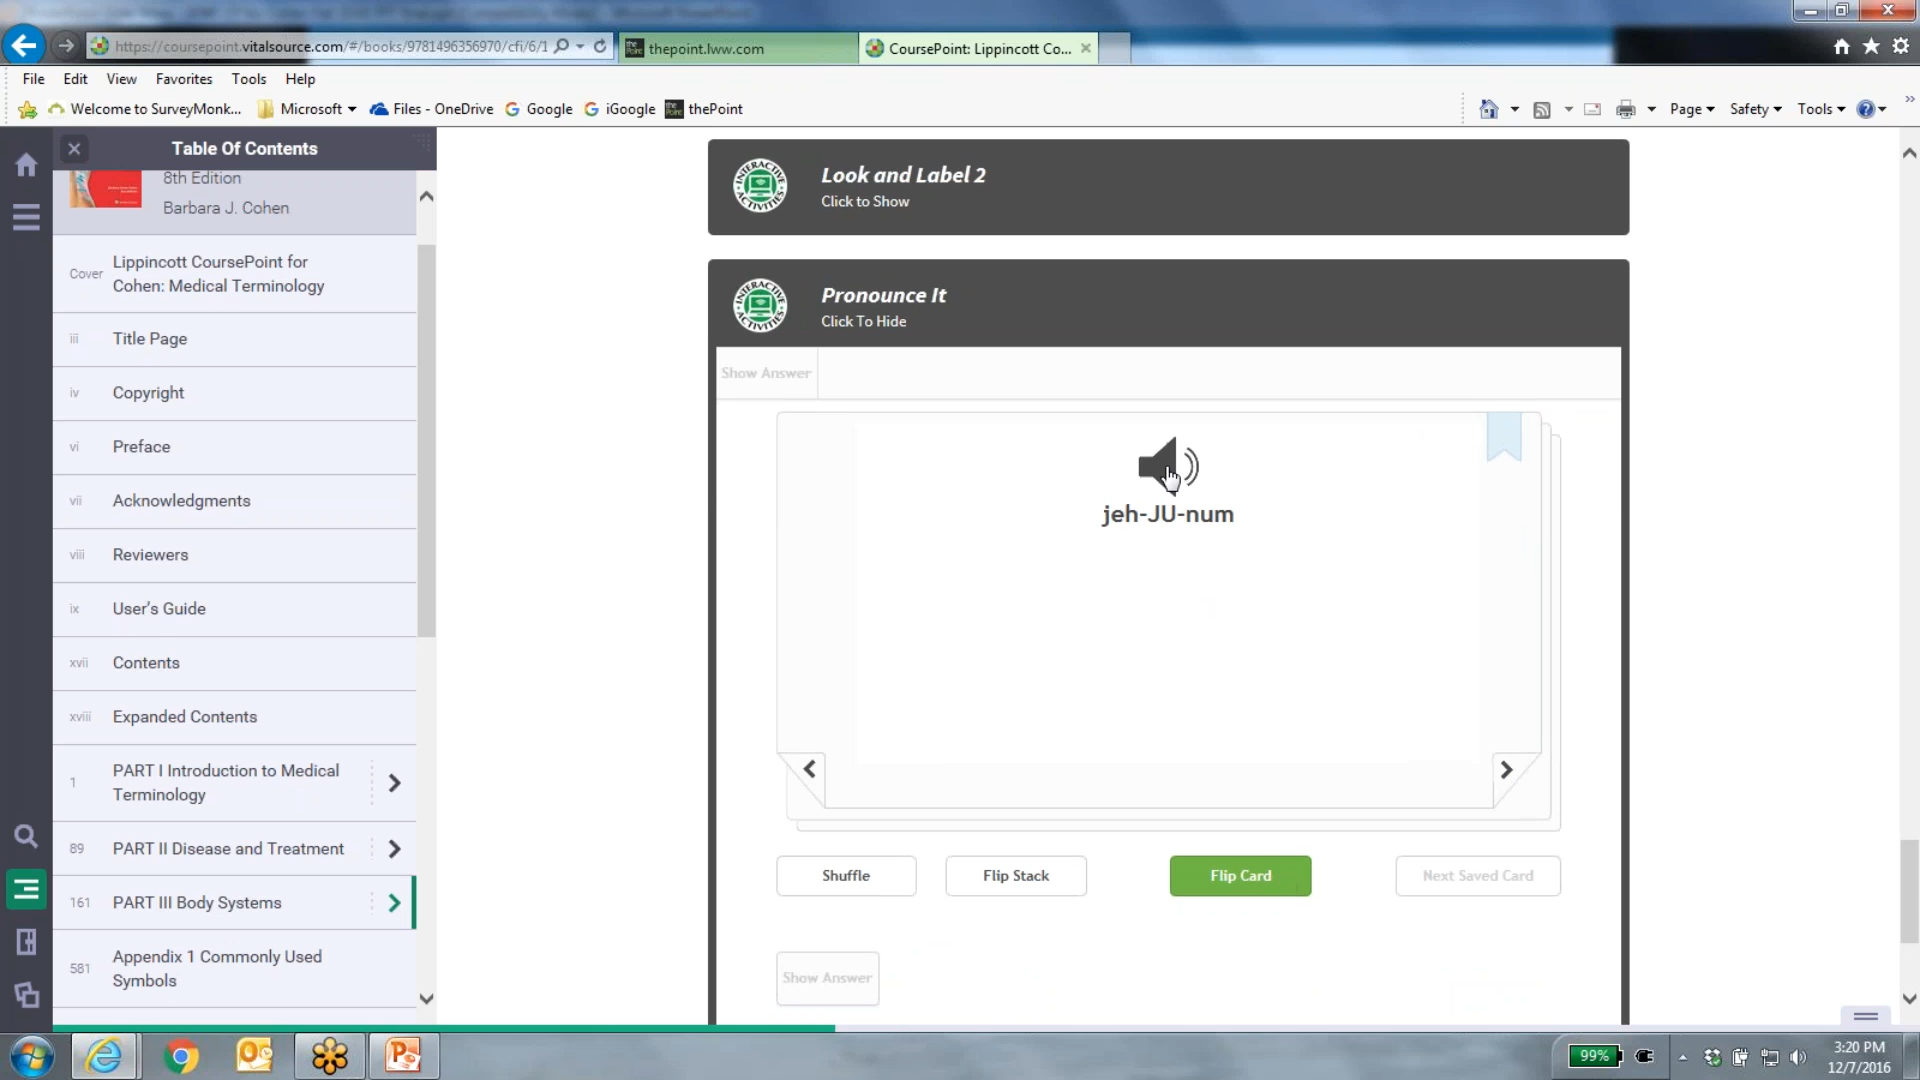 https://coursepoint.vitalsource.com/#/books/9781496356970/cfi/6/1
thepoint.lww.com
CoursePoint: Lippincott Co...
File Edit View Favorites Tools Help
Welcome to SurveyMonk... Microsoft Files - OneDrive Google iGoogle thePoint
Page Safety Tools
Table Of Contents
8th Edition
Barbara J. Cohen
Cover Lippincott CoursePoint for
Cohen: Medical Terminology
iii Title Page
iv Copyright
vi Preface
vii Acknowledgments
viii Reviewers
ix User's Guide
xvii Contents
xviii Expanded Contents
1 PART I Introduction to Medical
Terminology
89 PART II Disease and Treatment
161 PART III Body Systems
581 Appendix 1 Commonly Used
Symbols
INTERACTIVE ACTIVITIES
Look and Label 2
Click to Show
INTERACTIVE ACTIVITIES
Pronounce It
Click To Hide
Show Answer
jeh-JU-num
Shuffle Flip Stack Flip Card Next Saved Card
Show Answer
99%
3:20 PM
12/7/2016